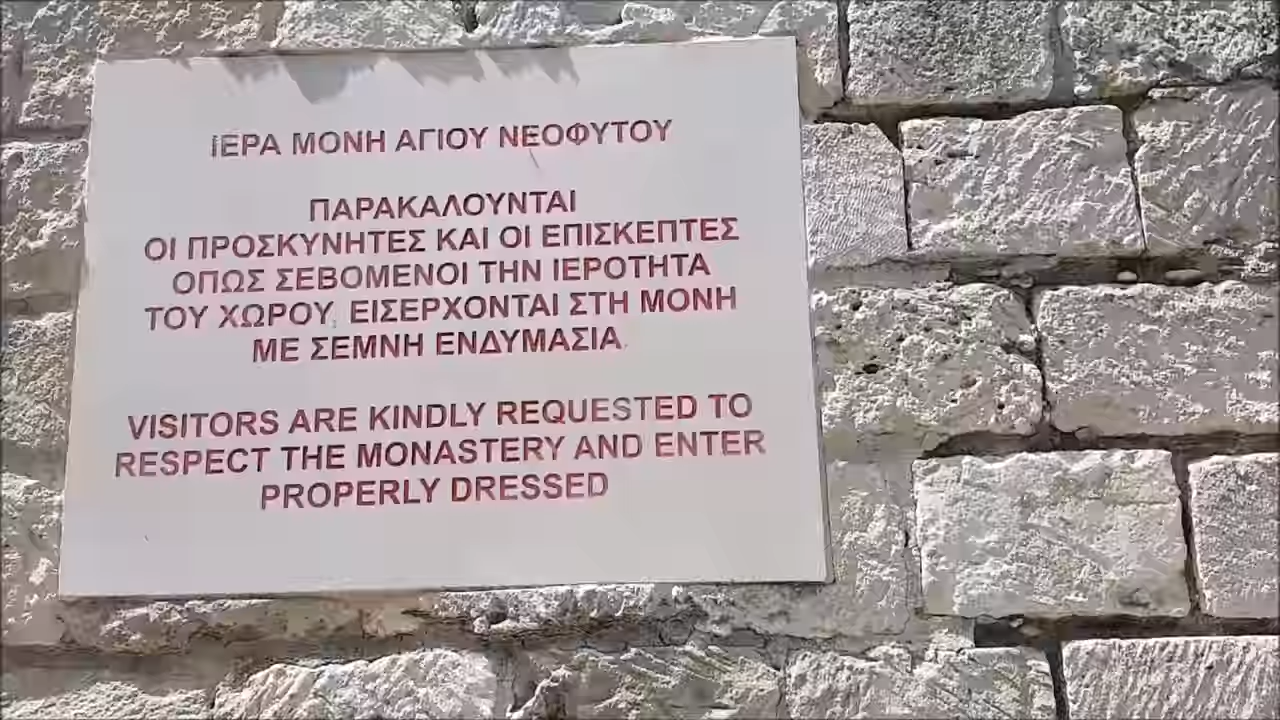 ΙΕΡΑ ΜΟΝΗ ΑΓΙΟΥ ΝΕΟΦΥΤΟΥ
ΠΑΡΑΚΑΛΟΥΝΤΑΙ
ΟΙ ΠΡΟΣΚΥΝΗΤΕΣ ΚΑΙ ΟΙ ΕΠΙΣΚΕΠΤΕΣ
ΟΠΩΣ ΣΕΒΟΜΕΝΟΙ ΤΗΝ ΙΕΡΟΤΗΤΑ
ΤΟΥ ΧΩΡΟΥ, ΕΙΣΕΡΧΟΝΤΑΙ ΣΤΗ ΜΟΝΗ
ΜΕ ΣΕΜΝΗ ΕΝΔΥΜΑΣΙΑ.
VISITORS ARE KINDLY REQUESTED TO
RESPECT THE MONASTERY AND ENTER
PROPERLY DRESSED